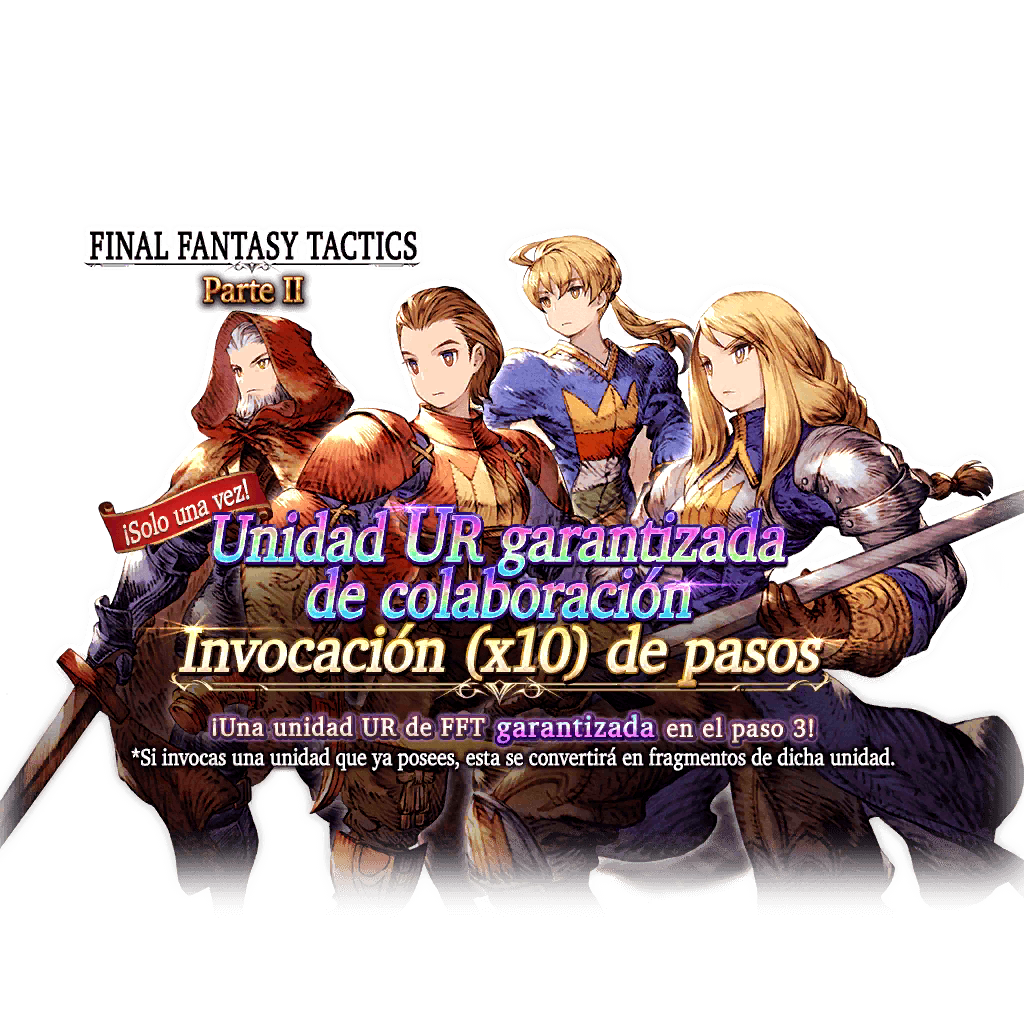 FINAL FANTASY TACTICS
Parte II
¡Solo una vez!
Unidad UR garantizada
de colaboración
Invocación (x10) de pasos
¡Una unidad UR de FFT garantizada en el paso 3!
*Si invocas una unidad que ya posees, esta se convertirá en fragmentos de dicha unidad.